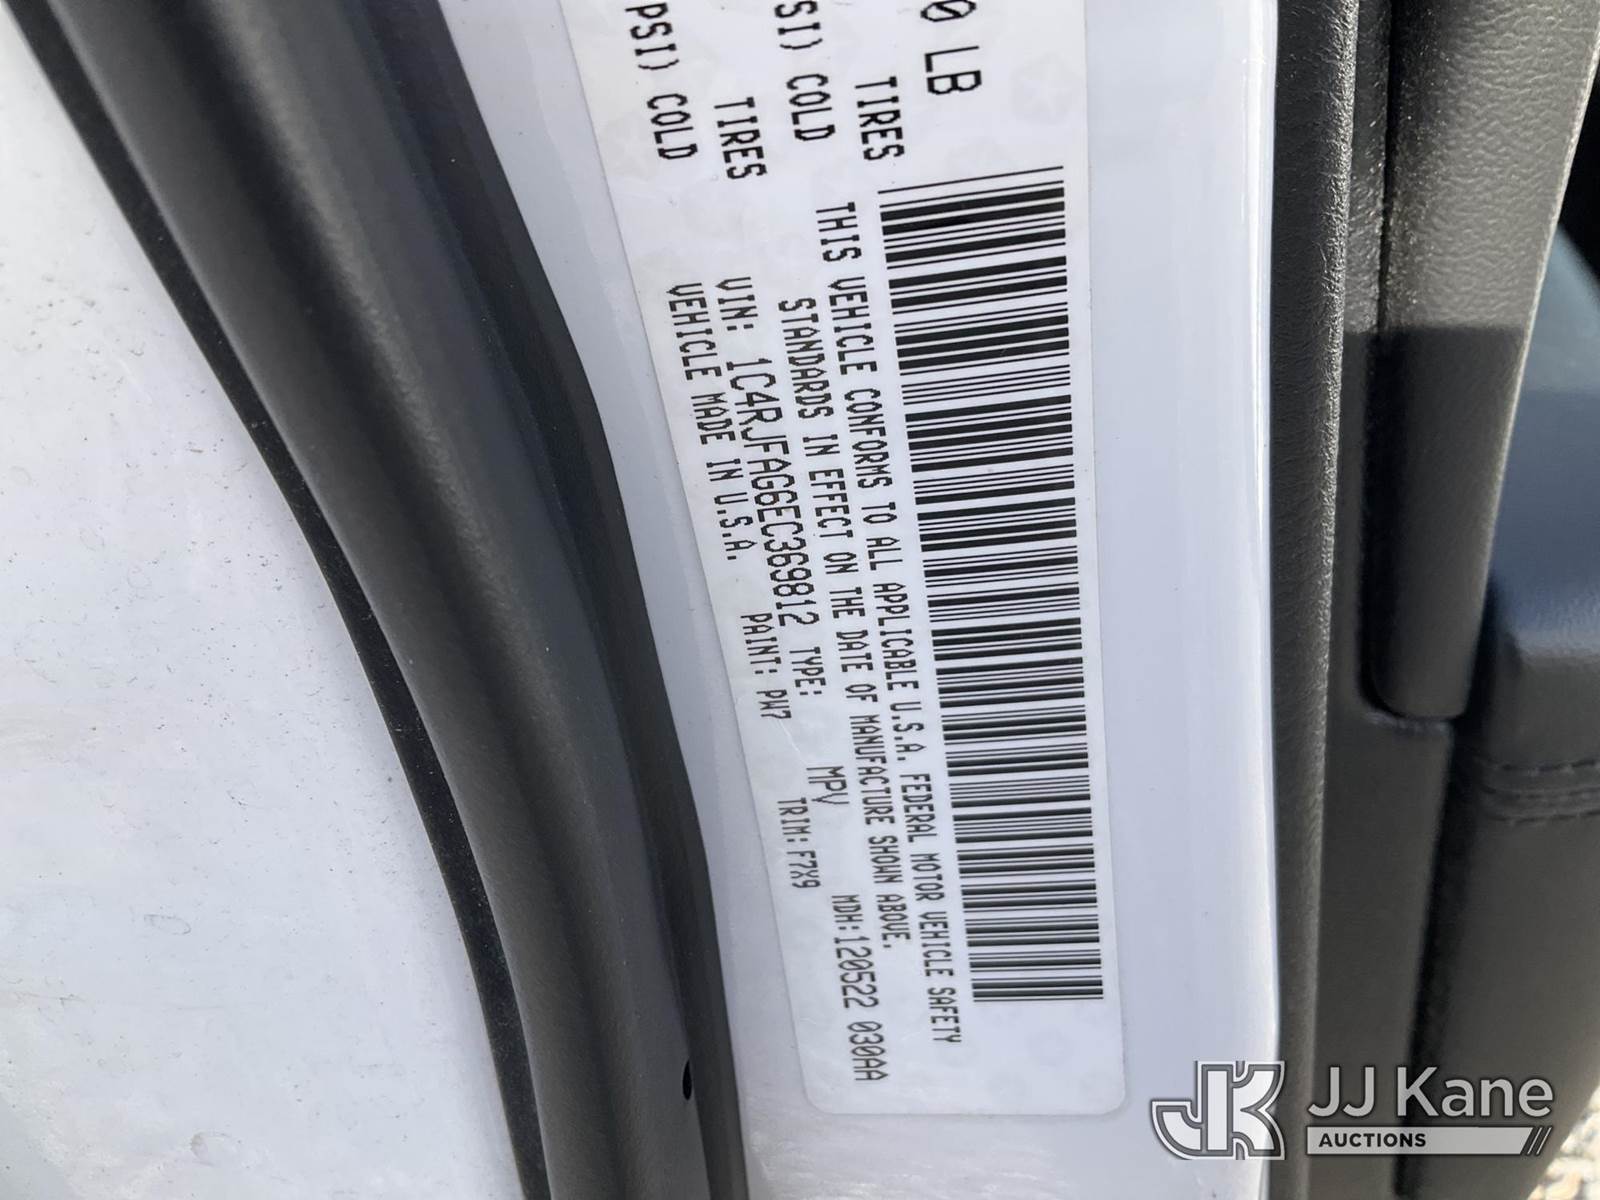 0 LB
TIRES
SI) COLD
TIRES
PSI) COLD
THIS VEHICLE CONFORMS TO ALL APPLICABLE U.S.A. FEDERAL MOTOR VEHICLE SAFETY
STANDARDS IN EFFECT ON THE DATE OF MANUFACTURE SHOWN ABOVE.
VIN: 1C4RJFAG6EC369812 TYPE: MPV MDH:120522 030AA
VEHICLE MADE IN U.S.A. PAINT: PW7 TRIM:F7X9
JK JJ Kane
AUCTIONS